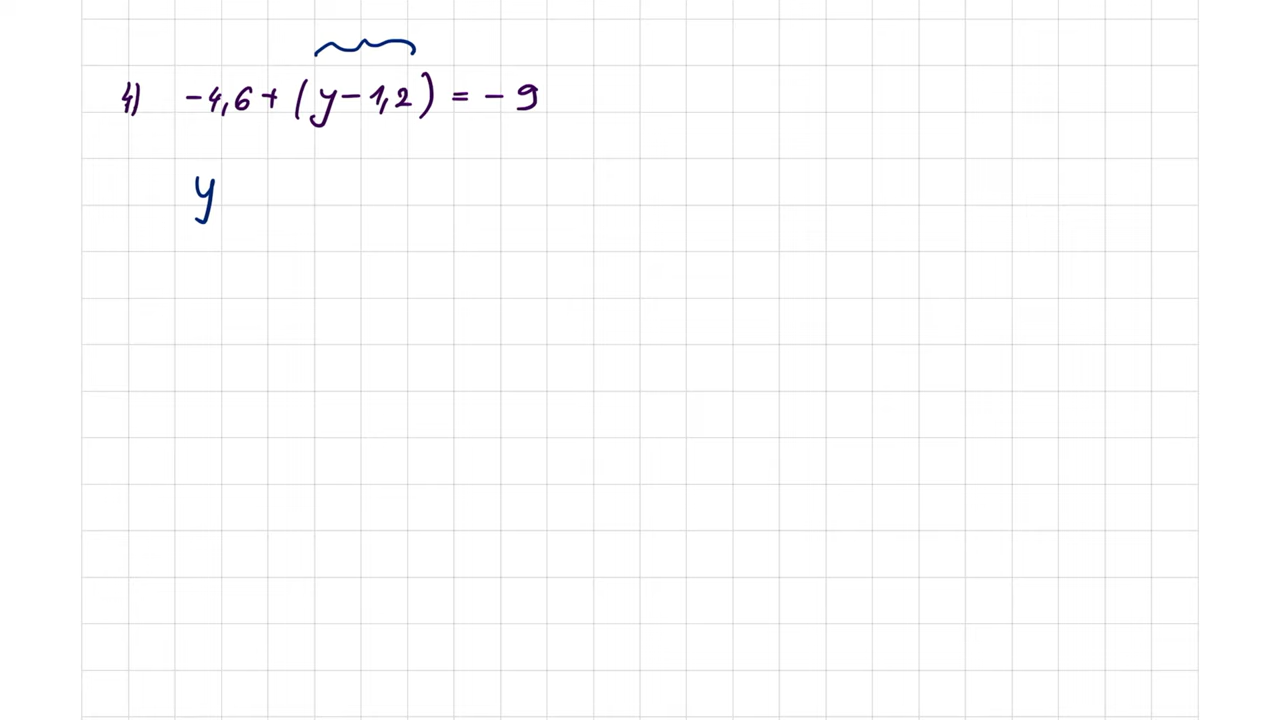 4) -4,6 + (y - 1,2) = -9
y